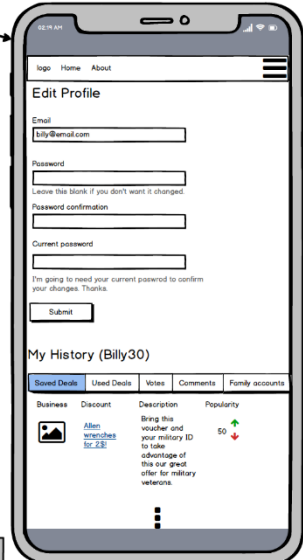 02:19 AM
logo Home About
Edit Profile
Email
billy@email.com
Password
Leave this blank if you don't want it changed
Password confirmation
Current password
I'm going to need your current paswrod to confirm
your changes. Thanks.
Submit
My History (Billy30)
Saved Deals Used Deals Votes Comments Family accounts
Business Discount Description Popularity
Allen
wrenches
for 2$!
Bring this
voucher and
your military ID
to take
advantage of
this our great
offer for military
veterans.
50